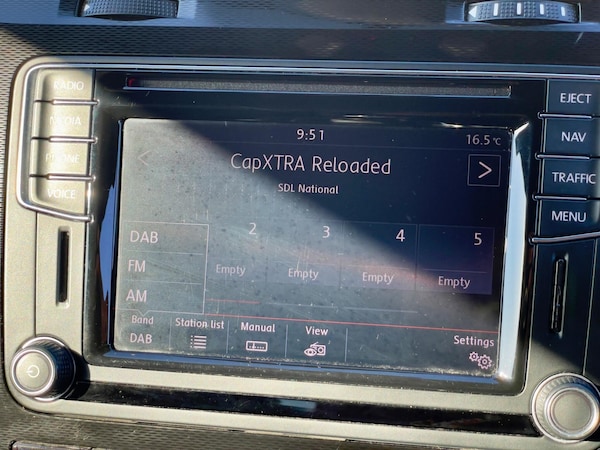 RADIO
MEDIA
PHONE
VOICE
EJECT
NAV
TRAFFIC
MENU
9:51
16.5°C
CapXTRA Reloaded
SDL National
DAB
FM
AM
2 3 4 5
Empty Empty Empty Empty
Band Station list Manual View Settings
DAB